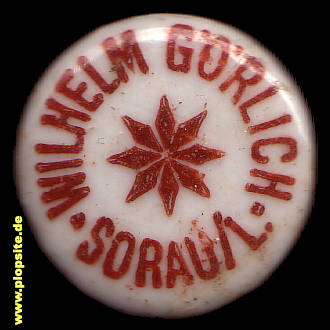 WILHELM GÖRLICH
· SORAU/L. ·
www.plopsite.de